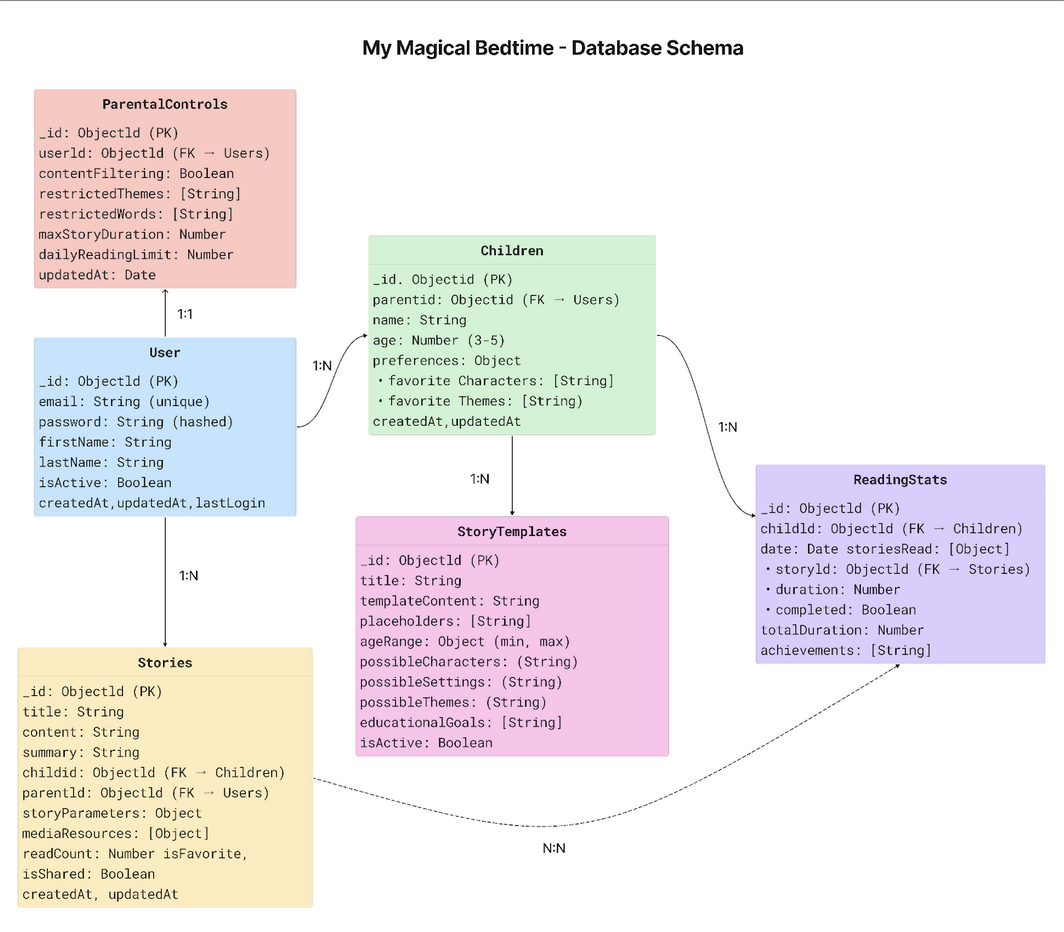 My Magical Bedtime - Database Schema
ParentalControls
_id: ObjectId (PK)
userId: ObjectId (FK → Users)
contentFiltering: Boolean
restrictedThemes: [String]
restrictedWords: [String]
maxStoryDuration: Number
dailyReadingLimit: Number
updatedAt: Date
1:1
User
_id: ObjectId (PK)
email: String (unique)
password: String (hashed)
firstName: String
lastName: String
isActive: Boolean
createdAt,updatedAt,lastLogin
1:N
Children
_id. Objectid (PK)
parentid: Objectid (FK → Users)
name: String
age: Number (3-5)
preferences: Object
• favorite Characters: [String]
• favorite Themes: [String)
createdAt,updatedAt
1:N
1:N
StoryTemplates
_id: ObjectId (PK)
title: String
templateContent: String
placeholders: [String]
ageRange: Object (min, max)
possibleCharacters: (String)
possibleSettings: (String)
possibleThemes: (String)
educationalGoals: [String]
isActive: Boolean
ReadingStats
_id: ObjectId (PK)
childId: ObjectId (FK → Children)
date: Date storiesRead: [Object]
• storyId: ObjectId (FK → Stories)
• duration: Number
• completed: Boolean
totalDuration: Number
achievements: [String]
1:N
Stories
_id: ObjectId (PK)
title: String
content: String
summary: String
childid: ObjectId (FK → Children)
parentId: ObjectId (FK → Users)
storyParameters: Object
mediaResources: [Object]
readCount: Number isFavorite,
isShared: Boolean
createdAt, updatedAt
N:N